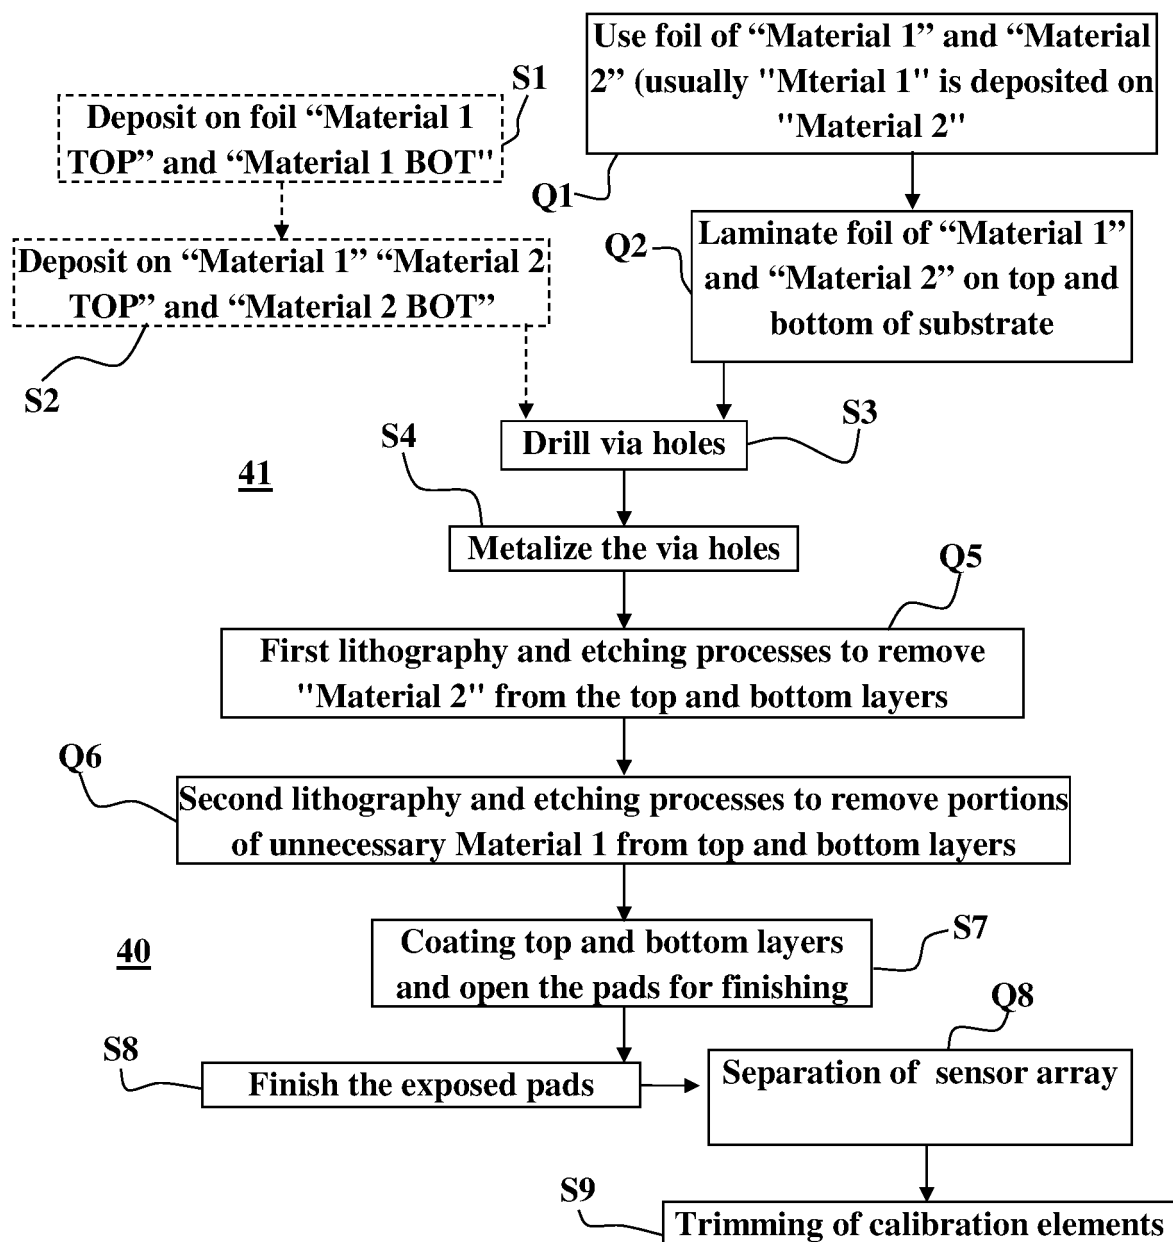 Use foil of “Material 1” and “Material
2” (usually "Mterial 1" is deposited on
"Material 2"
S1
Deposit on foil “Material 1
TOP” and “Material 1 BOT"
Q1
Q2
Laminate foil of “Material 1”
and “Material 2” on top and
bottom of substrate
Deposit on “Material 1” “Material 2
TOP” and “Material 2 BOT”
S2
S3
Drill via holes
S4
41
Metalize the via holes
Q5
First lithography and etching processes to remove
"Material 2" from the top and bottom layers
Q6
Second lithography and etching processes to remove portions
of unnecessary Material 1 from top and bottom layers
S7
Coating top and bottom layers
and open the pads for finishing
40
Q8
S8
Finish the exposed pads
Separation of sensor array
S9
Trimming of calibration elements